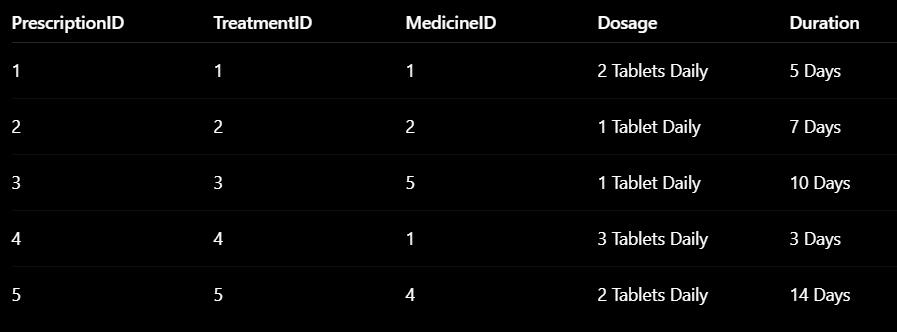 PrescriptionID TreatmentID MedicineID Dosage Duration
1 1 1 2 Tablets Daily 5 Days
2 2 2 1 Tablet Daily 7 Days
3 3 5 1 Tablet Daily 10 Days
4 4 1 3 Tablets Daily 3 Days
5 5 4 2 Tablets Daily 14 Days